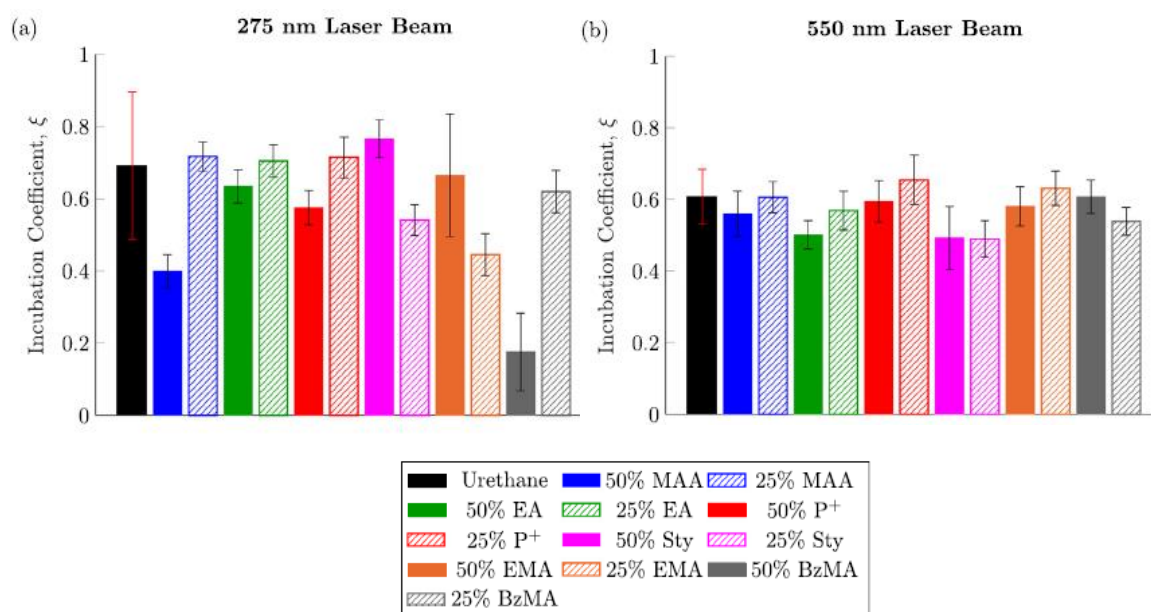 (a)
275 nm Laser Beam
1
0.8
0.6
0.4
0.2
0
Incubation Coefficient, ξ
(b)
550 nm Laser Beam
1
0.8
0.6
0.4
0.2
0
Incubation Coefficient, ξ
Urethane 50% MAA 25% MAA
50% EA 25% EA 50% P⁺
25% P⁺ 50% Sty 25% Sty
50% EMA 25% EMA 50% BzMA
25% BzMA